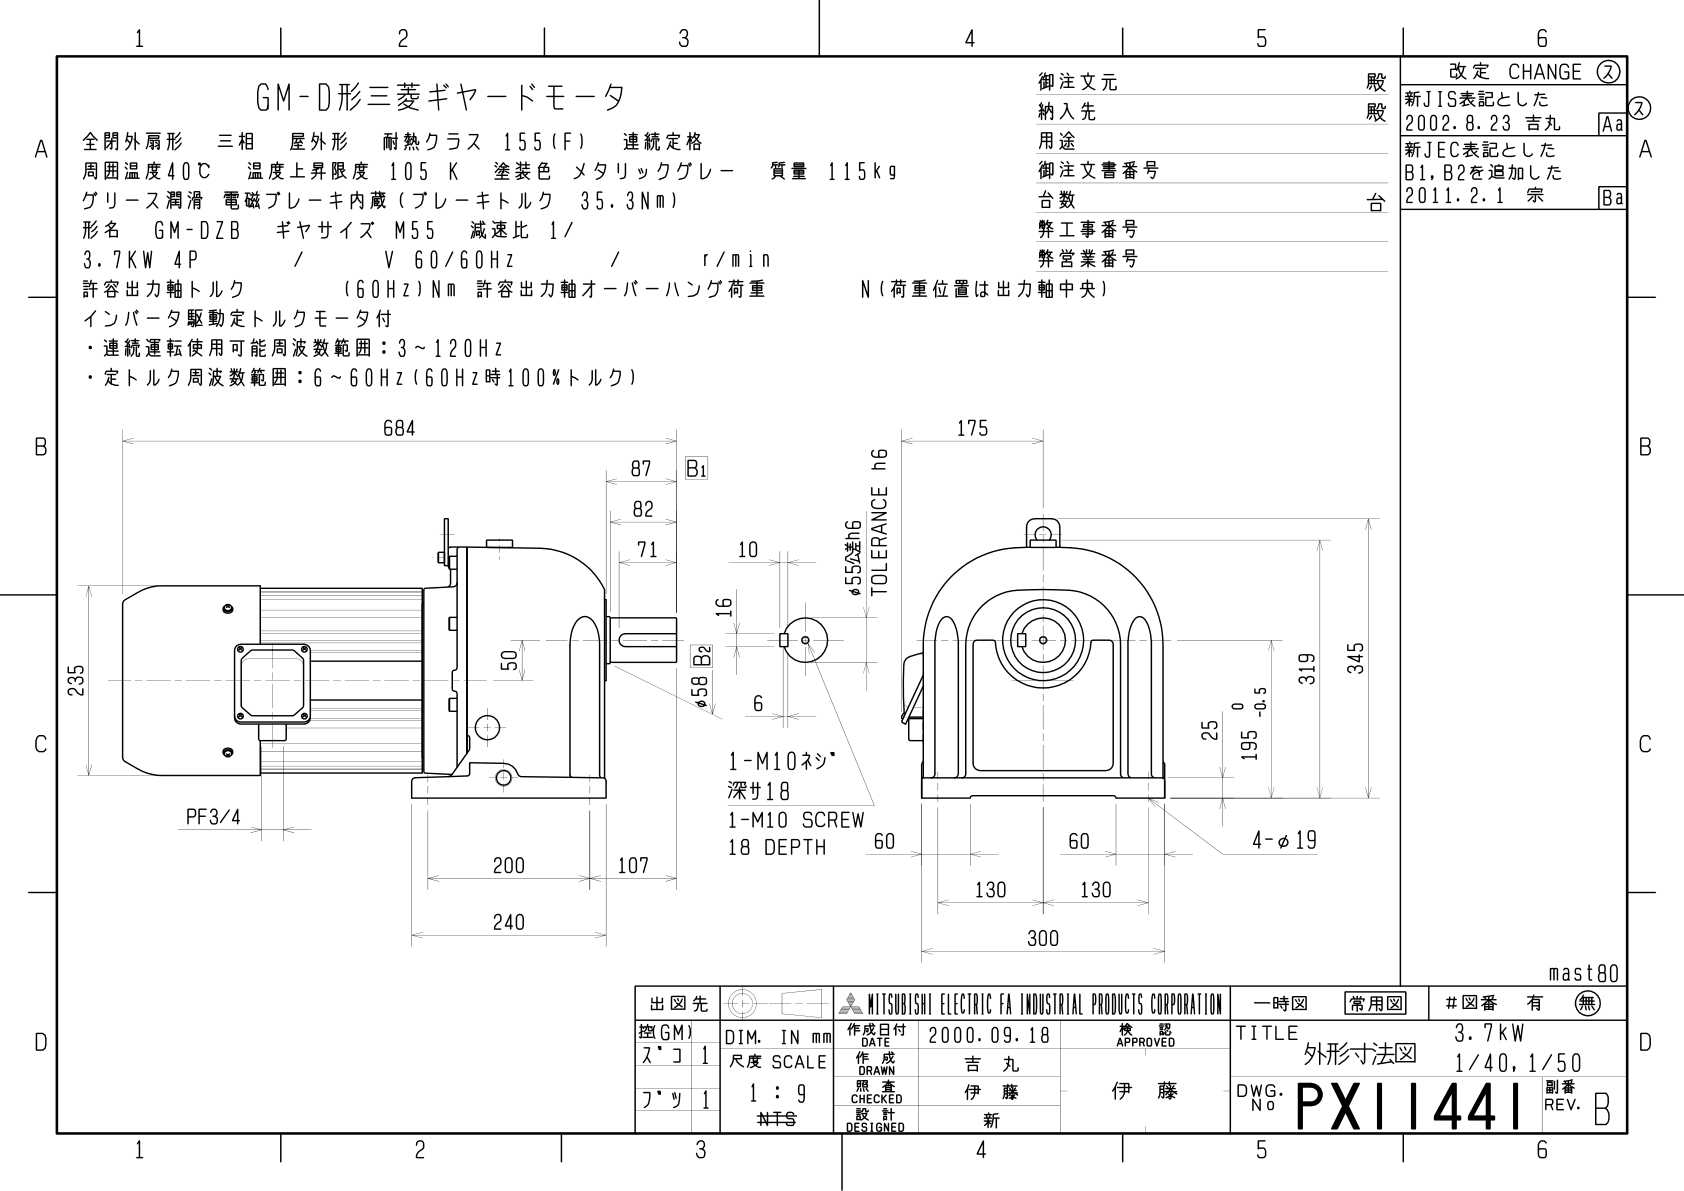 1 2 3 4 5 6
GM-D形三菱ギヤードモータ
全閉外扇形 三相 屋外形 耐熱クラス 155(F) 連続定格
周囲温度40℃ 温度上昇限度 105 K 塗装色 メタリックグレー 質量 115kg
グリース潤滑 電磁ブレーキ内蔵(ブレーキトルク 35.3Nm)
形名 GM-DZB ギヤサイズ M55 減速比 1/
3.7KW 4P / V 60/60Hz / r/min
許容出力軸トルク (60Hz)Nm 許容出力軸オーバーハング荷重 N(荷重位置は出力軸中央)
インバータ駆動定トルクモータ付
・連続運転使用可能周波数範囲:3~120Hz
・定トルク周波数範囲:6~60Hz(60Hz時100%トルク)
御注文元 殿
納入先 殿
用途
御注文書番号
台数 台
弊工事番号
弊営業番号
改定 CHANGE ㋜
新JIS表記とした
2002.8.23 吉丸 Aa
新JEC表記とした
B1,B2を追加した
2011.2.1 宗 Ba
㋜
A A
B B
C C
D D
684
87 B1
82
71
235
50
PF3/4
200 107
240
φ58 B2
10
16
6
φ55公差h6
TOLERANCE h6
1-M10ネジ
深サ18
1-M10 SCREW
18 DEPTH
175
345
319
195 0 -0.5
25
4-φ19
60 60
130 130
300
mast80
出図先
控(GM)
ズコ 1
ブツ 1
DIM. IN mm
尺度 SCALE
1 : 9
NTS
MITSUBISHI ELECTRIC FA INDUSTRIAL PRODUCTS CORPORATION
作成日付 DATE 2000.09.18
作成 DRAWN 吉丸
照査 CHECKED 伊藤
設計 DESIGNED 新
検認 APPROVED
伊藤
一時図 常用図 #図番 有 無
TITLE
外形寸法図
3.7kW
1/40,1/50
DWG. No PX11441
副番 REV. B
1 2 3 4 5 6